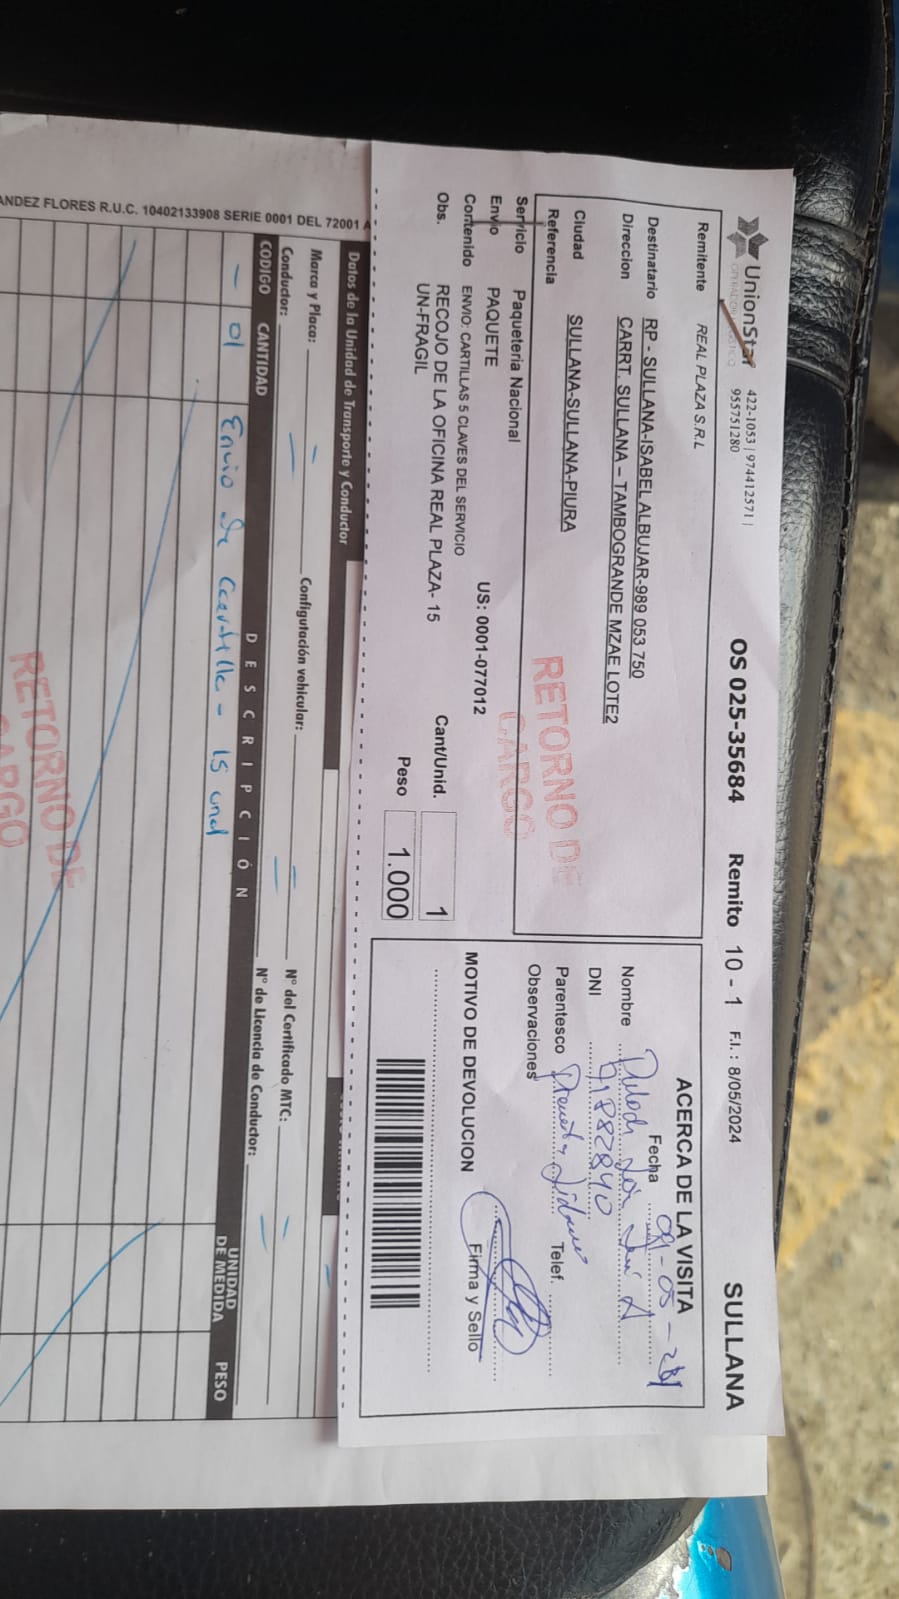 UnionStar
422-1053 | 974412571 |
955751280
OS 025-35684 Remito 10 - 1 F.I. : 8/05/2024 SULLANA
Remitente REAL PLAZA S.R.L
Destinatario RP - SULLANA-ISABEL ALBUJAR-989 053 750
Direccion CARRT. SULLANA – TAMBOGRANDE MZAE LOTE2
Ciudad SULLANA-SULLANA-PIURA
Referencia
RETORNO DE
CARGO
Servicio Paqueteria Nacional
Envio PAQUETE US: 0001-077012
Contenido ENVIO: CARTILLAS 5 CLAVES DEL SERVICIO
Obs. RECOJO DE LA OFICINA REAL PLAZA- 15
UN-FRAGIL
Cant/Unid. 1
Peso 1.000
ACERCA DE LA VISITA
Fecha
Nombre
DNI
Parentesco Telef.
Observaciones
MOTIVO DE DEVOLUCION Firma y Sello
ANDEZ FLORES R.U.C. 10402133908 SERIE 0001 DEL 72001 A
Datos de la Unidad de Transporte y Conductor
Marca y Placa: – Configutación vehicular: – N° del Certificado MTC: –
Conductor: – N° de Licencia de Conductor: –
CODIGO CANTIDAD DESCRIPCIÓN UNIDAD DE MEDIDA PESO
– 01 Envio de Cartilla - 15 und
RETORNO DE
CARGO